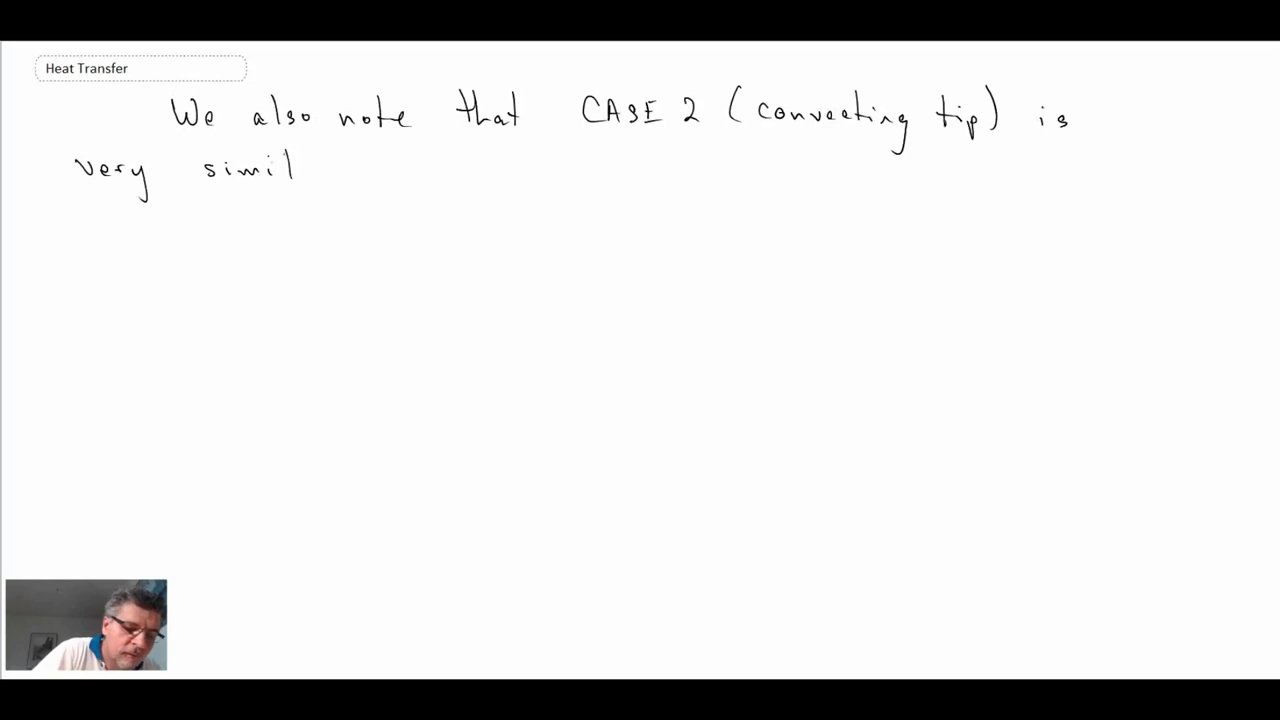 Heat Transfer
We also note that CASE 2 (convecting tip) is
very simil